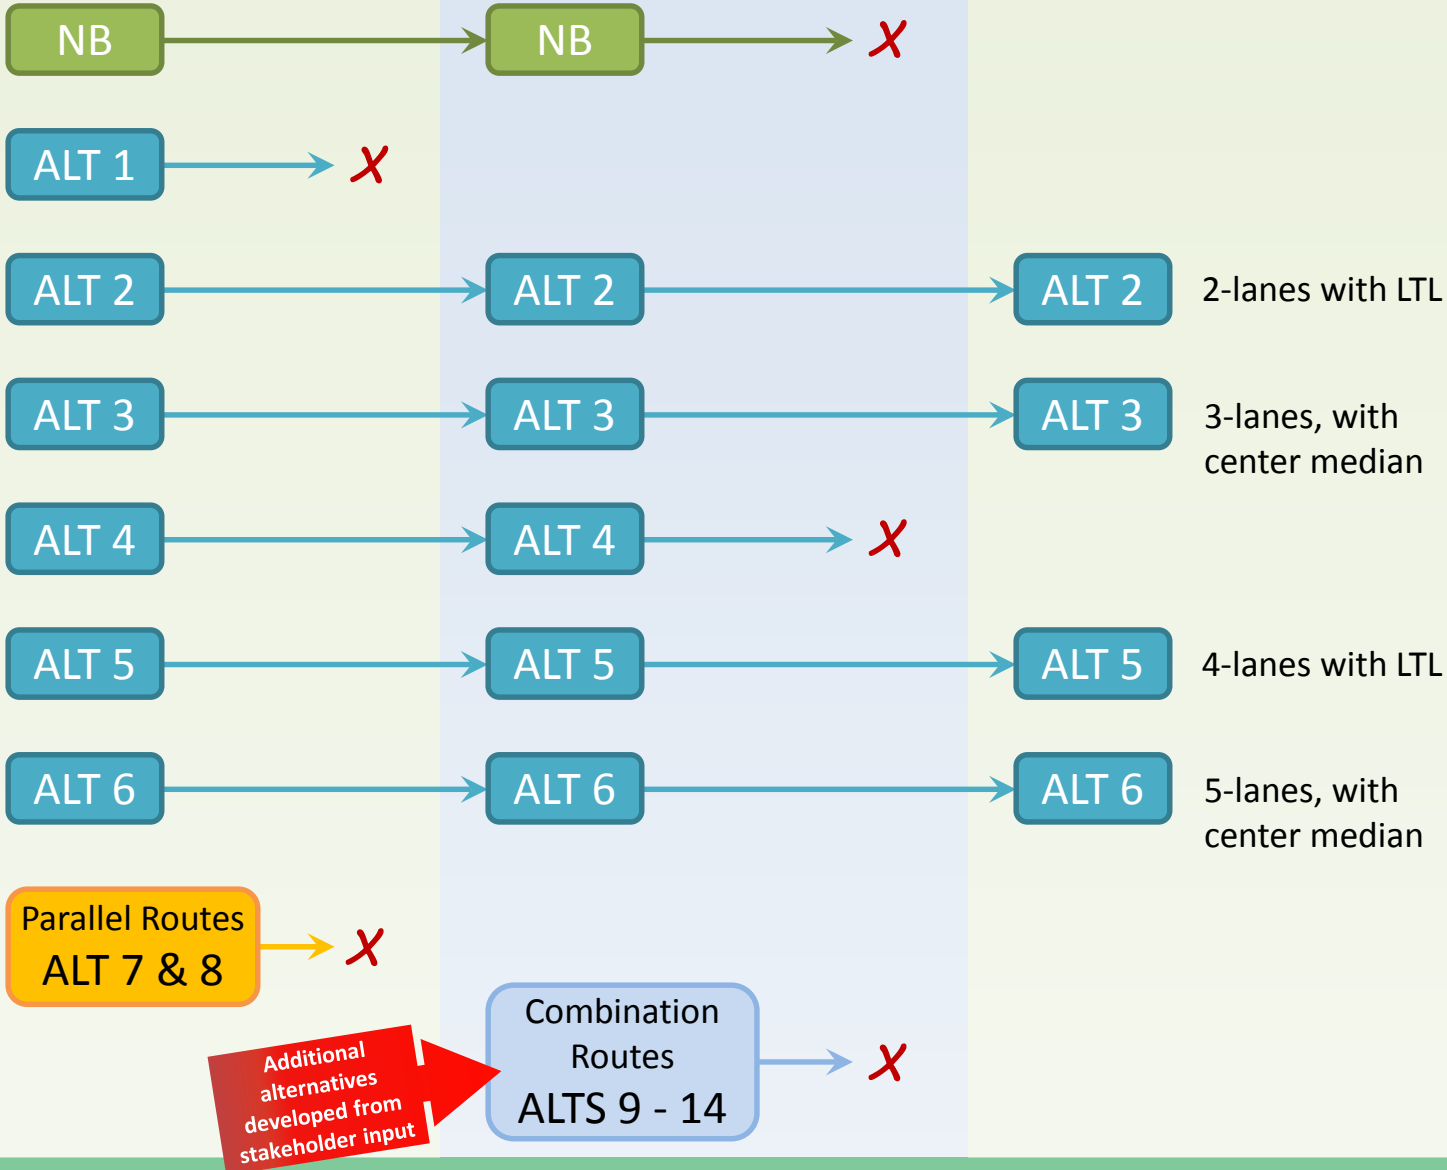 NB
NB
X
ALT 1
X
ALT 2
ALT 2
ALT 2
2-lanes with LTL
ALT 3
ALT 3
ALT 3
3-lanes, with
center median
ALT 4
ALT 4
X
ALT 5
ALT 5
ALT 5
4-lanes with LTL
ALT 6
ALT 6
ALT 6
5-lanes, with
center median
Parallel Routes
ALT 7 & 8
X
Additional
alternatives
developed from
stakeholder input
Combination
Routes
ALTS 9 - 14
X